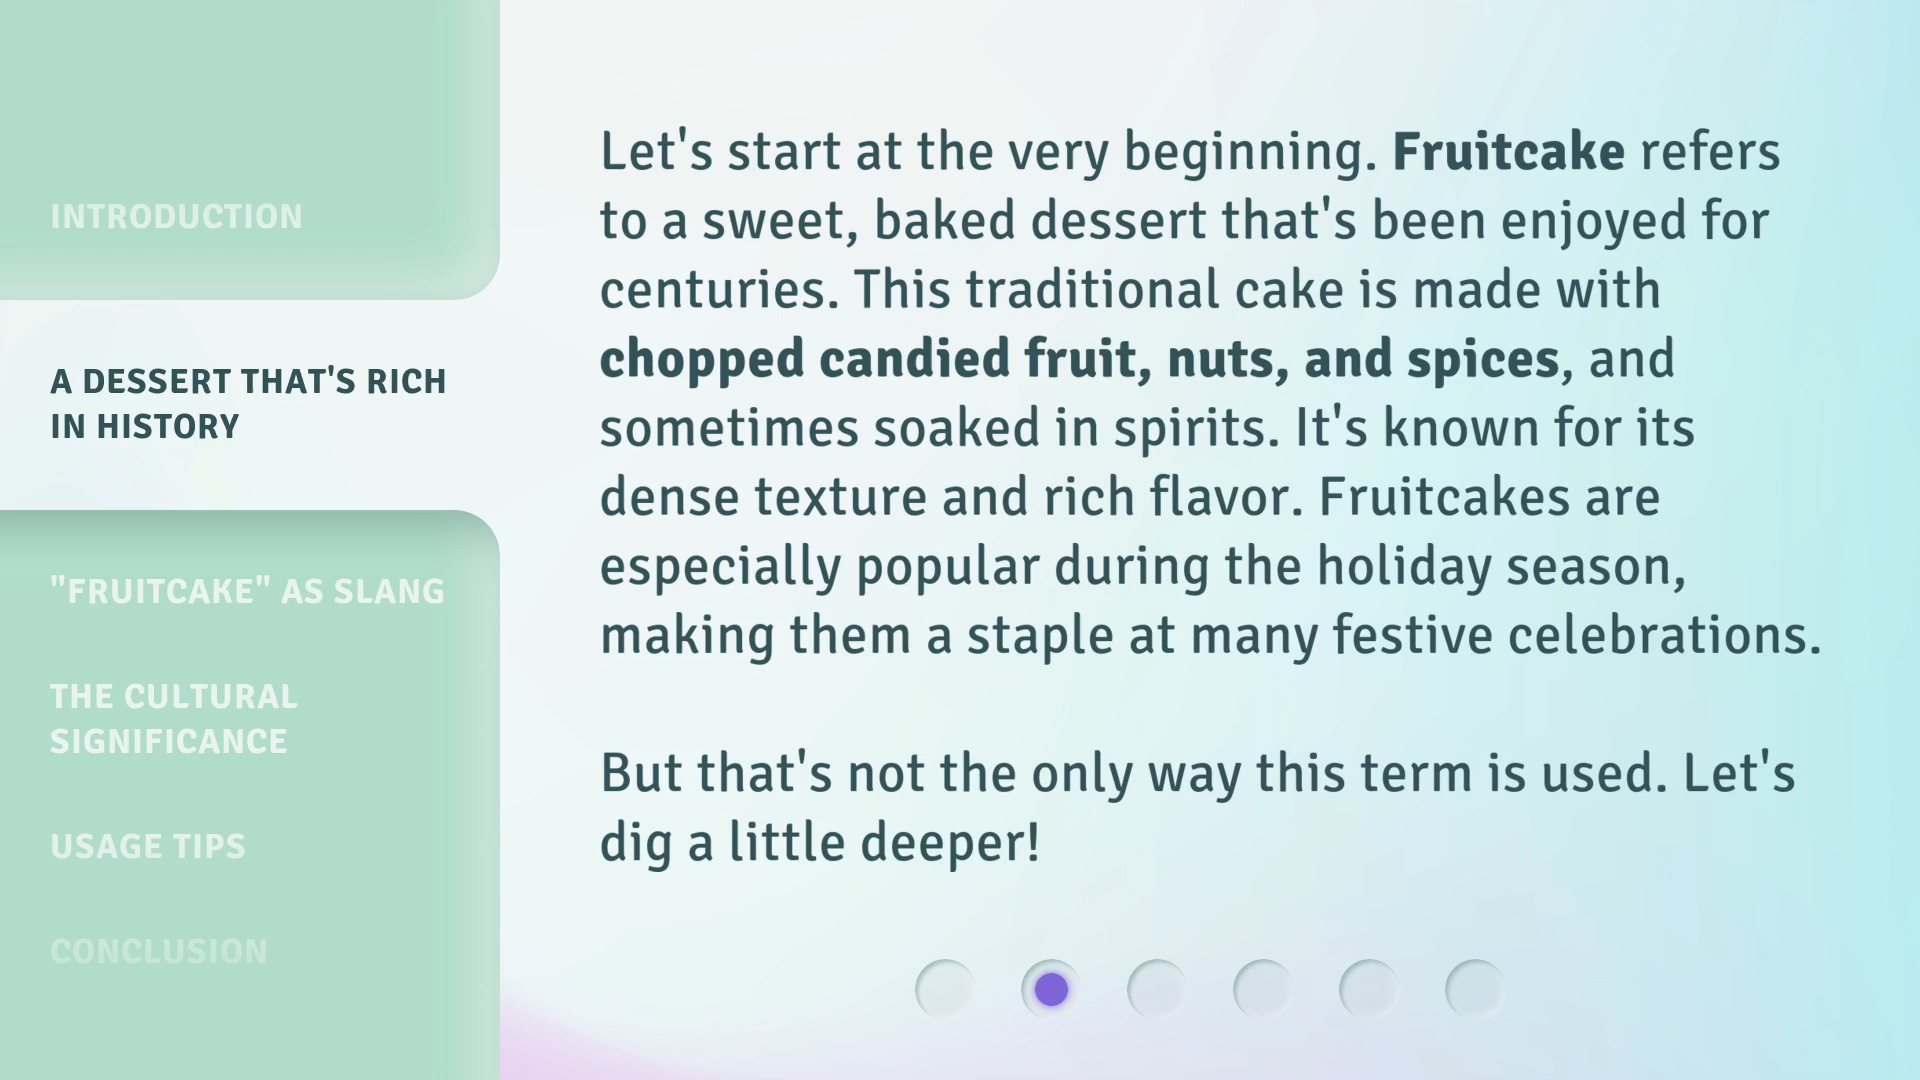 INTRODUCTION
A DESSERT THAT'S RICH
IN HISTORY
"FRUITCAKE" AS SLANG
THE CULTURAL
SIGNIFICANCE
USAGE TIPS
CONCLUSION
Let's start at the very beginning. Fruitcake refers
to a sweet, baked dessert that's been enjoyed for
centuries. This traditional cake is made with
chopped candied fruit, nuts, and spices, and
sometimes soaked in spirits. It's known for its
dense texture and rich flavor. Fruitcakes are
especially popular during the holiday season,
making them a staple at many festive celebrations.
But that's not the only way this term is used. Let's
dig a little deeper!